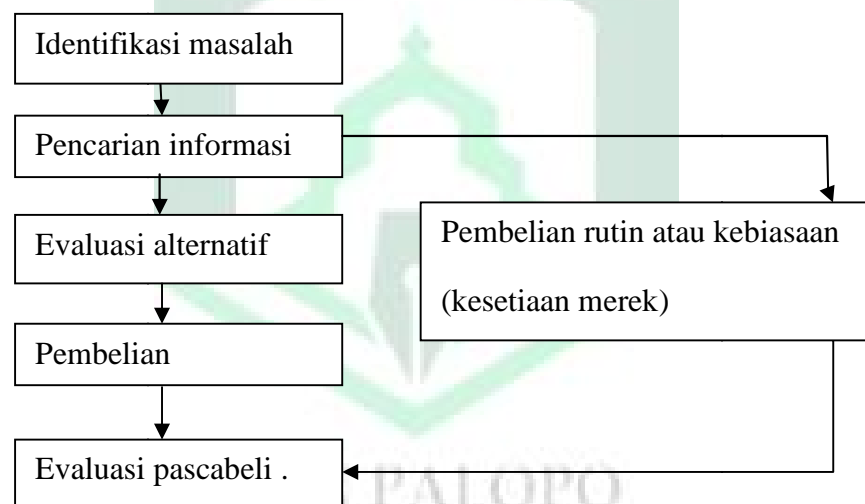 Identifikasi masalah
Pencarian informasi
Evaluasi alternatif
Pembelian rutin atau kebiasaan
(kesetiaan merek)
Pembelian
Evaluasi pascabeli .
PALOPO